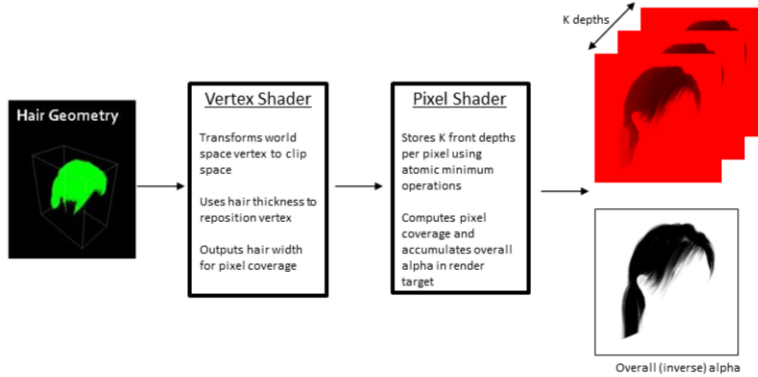 K depths
Hair Geometry
Vertex Shader
Transforms world
space vertex to clip
space
Uses hair thickness to
reposition vertex
Outputs hair width
for pixel coverage
Pixel Shader
Stores K front depths
per pixel using
atomic minimum
operations
Computes pixel
coverage and
accumulates overall
alpha in render
target
Overall (inverse) alpha